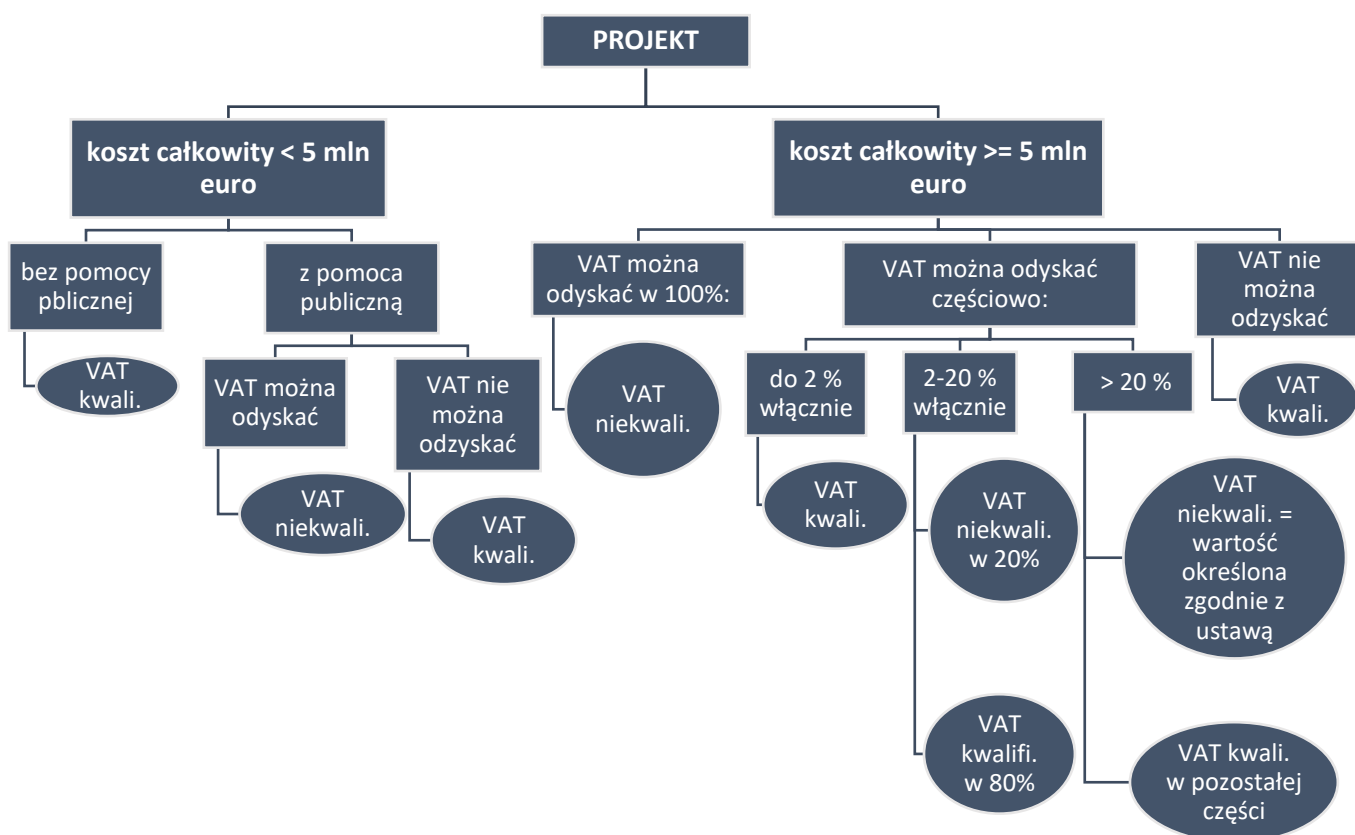 PROJEKT
koszt całkowity < 5 mln
euro
koszt całkowity >= 5 mln
euro
bez pomocy
pblicznej
z pomoca
publiczną
VAT można
odyskać w 100%:
VAT można odyskać
częściowo:
VAT nie
można
odzyskać
VAT
kwali.
VAT można
odyskać
VAT nie
można
odzyskać
VAT
niekwali.
do 2 %
włącznie
2-20 %
włącznie
> 20 %
VAT
kwali.
VAT
niekwali.
VAT
kwali.
VAT
kwali.
VAT
niekwali.
w 20%
VAT
niekwali. =
wartość
określona
zgodnie z
ustawą
VAT
kwalifi.
w 80%
VAT kwali.
w pozostałej
części